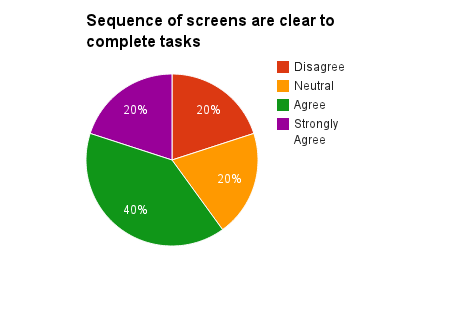 Sequence of screens are clear to
complete tasks
Disagree
Neutral
Agree
Strongly
Agree
20%
20%
20%
40%